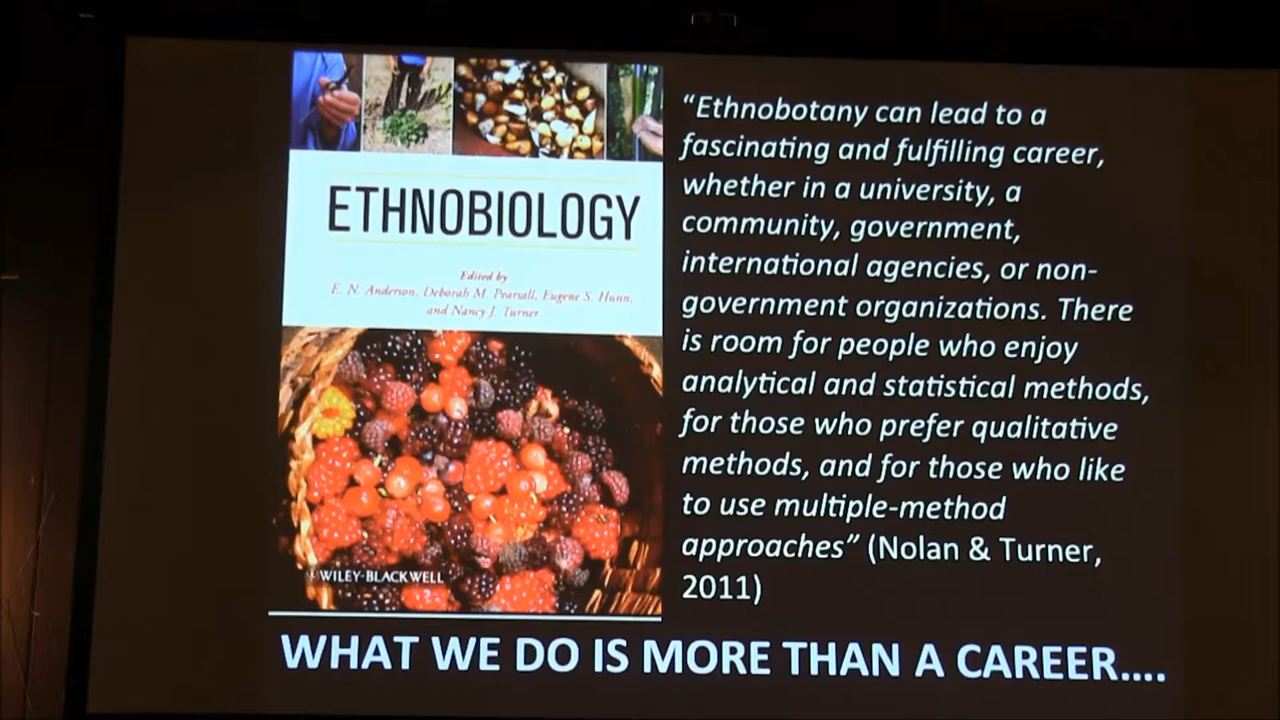 ETHNOBIOLOGY
Edited by
E. N. Anderson, Deborah M. Pearsall, Eugene S. Hunn,
and Nancy J. Turner
WILEY-BLACKWELL
“Ethnobotany can lead to a
fascinating and fulfilling career,
whether in a university, a
community, government,
international agencies, or non-
government organizations. There
is room for people who enjoy
analytical and statistical methods,
for those who prefer qualitative
methods, and for those who like
to use multiple-method
approaches” (Nolan & Turner,
2011)
WHAT WE DO IS MORE THAN A CAREER....